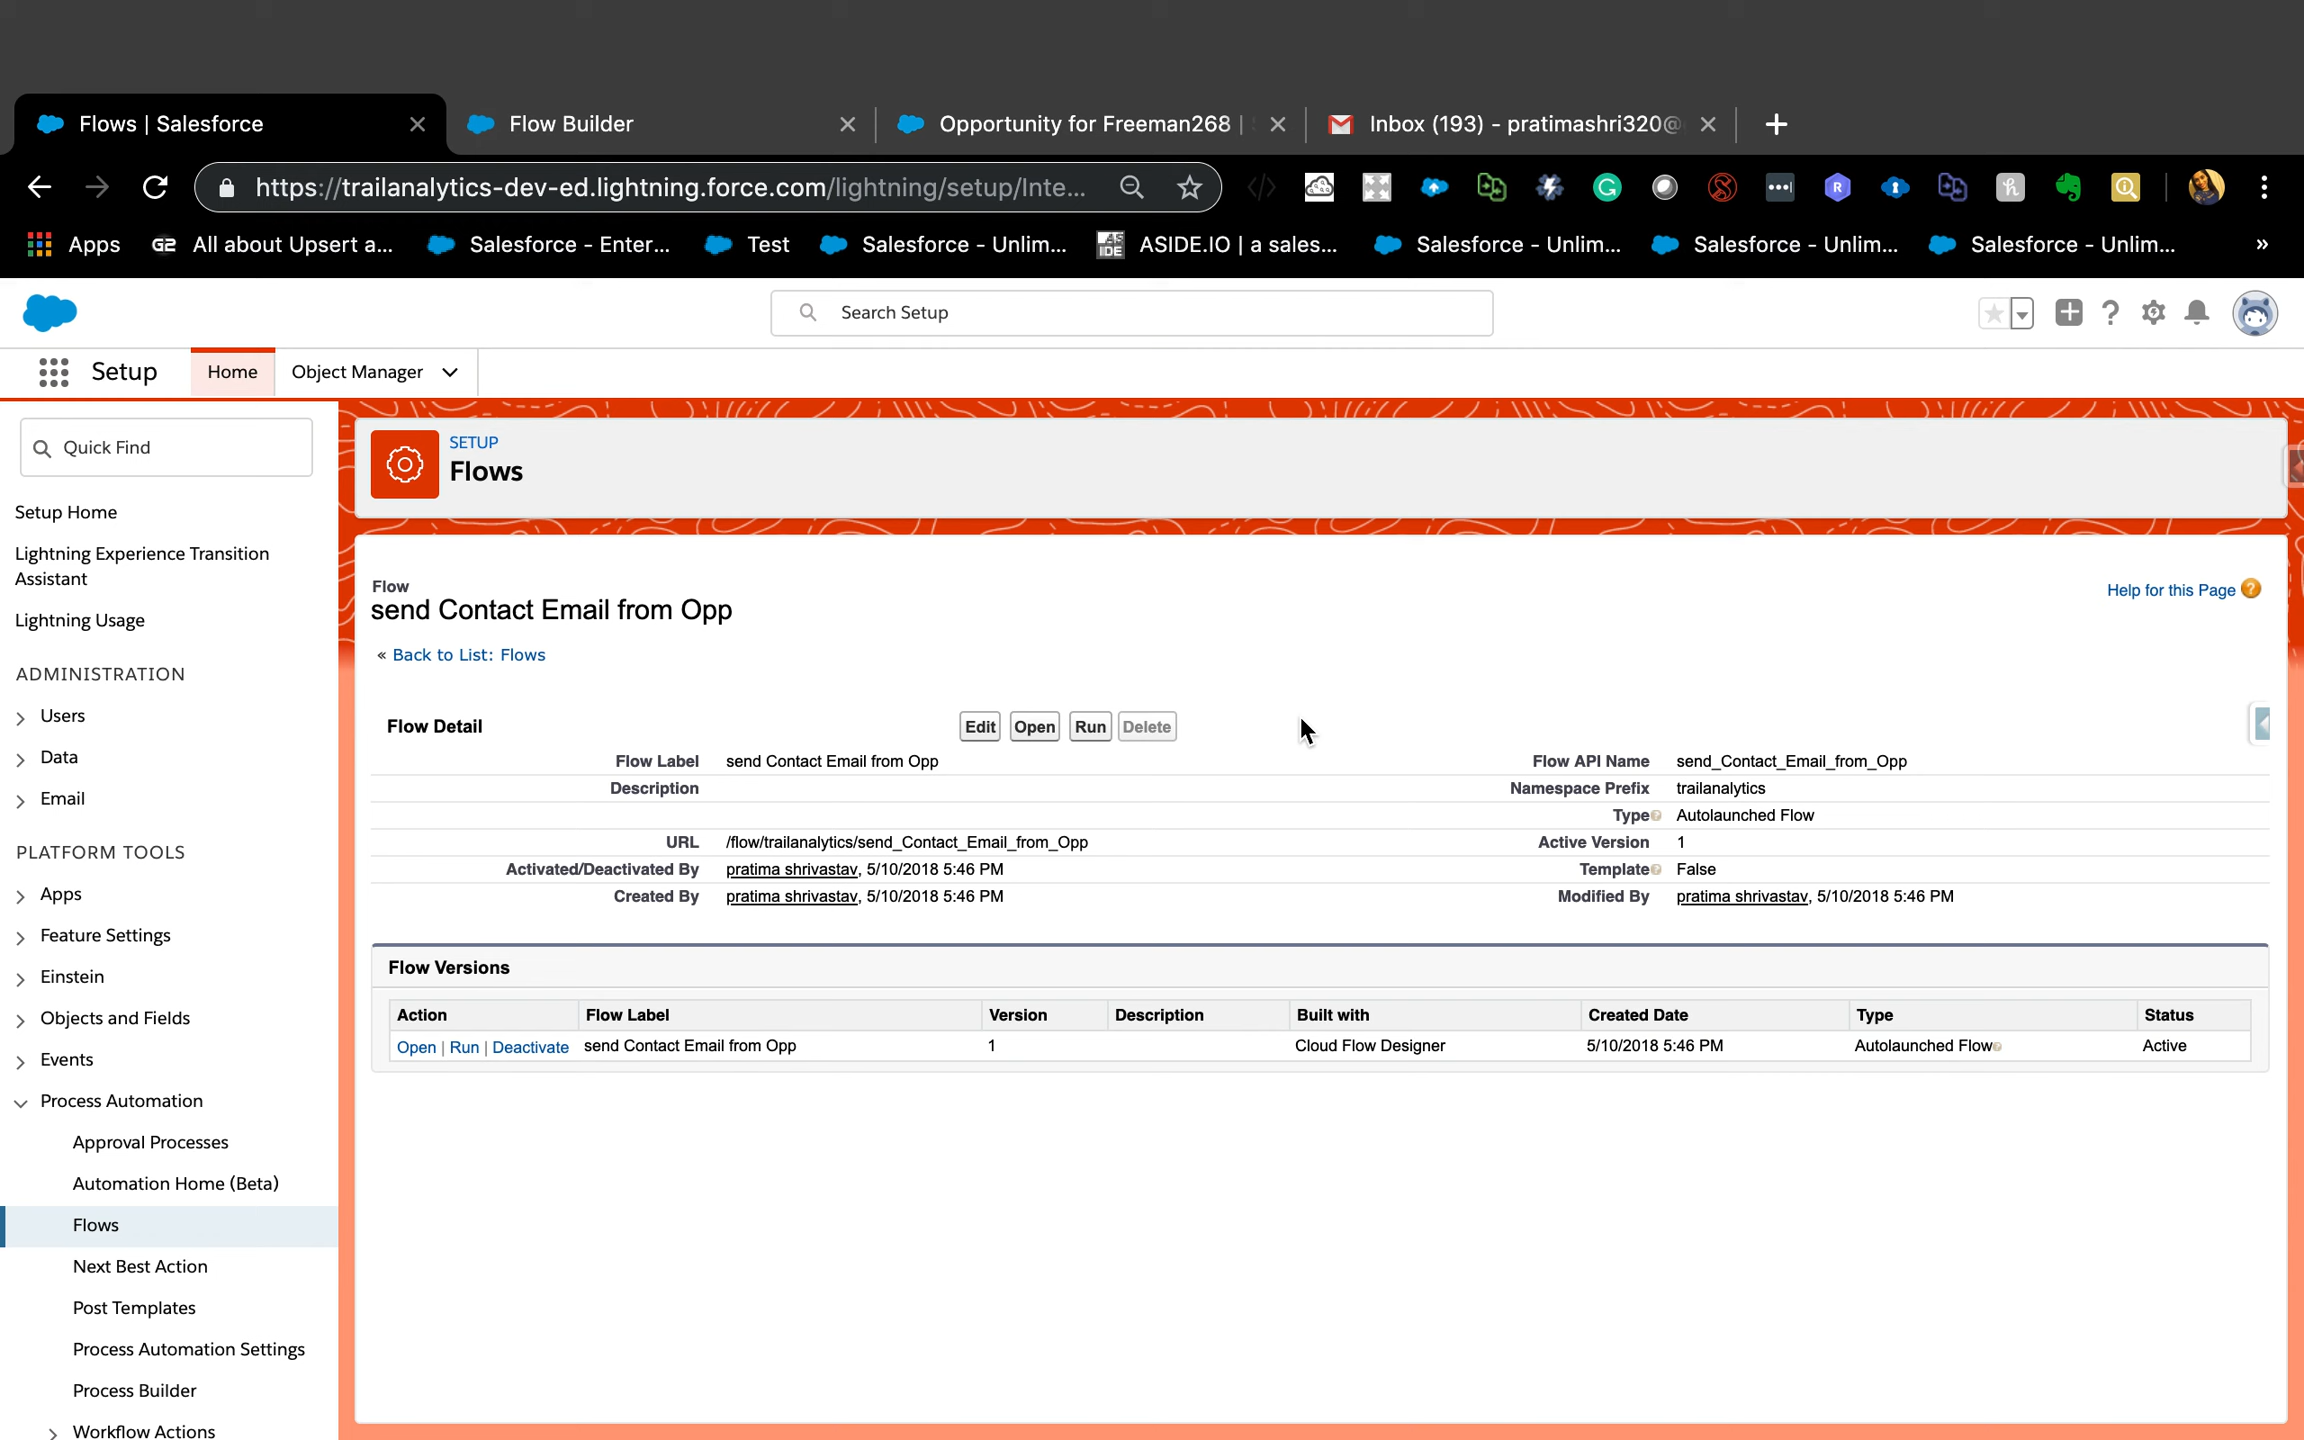 Flows | Salesforce
Flow Builder
Opportunity for Freeman268 |
Inbox (193) - pratimashri320@
https://trailanalytics-dev-ed.lightning.force.com/lightning/setup/Inte...
Apps
G2 All about Upsert a...
Salesforce - Enter...
Test
Salesforce - Unlim...
ASIDE.IO | a sales...
Salesforce - Unlim...
Salesforce - Unlim...
Salesforce - Unlim...
»
Search Setup
Setup
Home
Object Manager
Quick Find
Setup Home
Lightning Experience Transition
Assistant
Lightning Usage
ADMINISTRATION
Users
Data
Email
PLATFORM TOOLS
Apps
Feature Settings
Einstein
Objects and Fields
Events
Process Automation
Approval Processes
Automation Home (Beta)
Flows
Next Best Action
Post Templates
Process Automation Settings
Process Builder
Workflow Actions
SETUP
Flows
Flow
send Contact Email from Opp
Help for this Page ?
« Back to List: Flows
Flow Detail
Edit Open Run Delete
Flow Label send Contact Email from Opp
Flow API Name send_Contact_Email_from_Opp
Description
Namespace Prefix trailanalytics
Type Autolaunched Flow
URL /flow/trailanalytics/send_Contact_Email_from_Opp
Active Version 1
Activated/Deactivated By pratima shrivastav, 5/10/2018 5:46 PM
Template False
Created By pratima shrivastav, 5/10/2018 5:46 PM
Modified By pratima shrivastav, 5/10/2018 5:46 PM
Flow Versions
Action Flow Label Version Description Built with Created Date Type Status
Open | Run | Deactivate send Contact Email from Opp 1 Cloud Flow Designer 5/10/2018 5:46 PM Autolaunched Flow Active